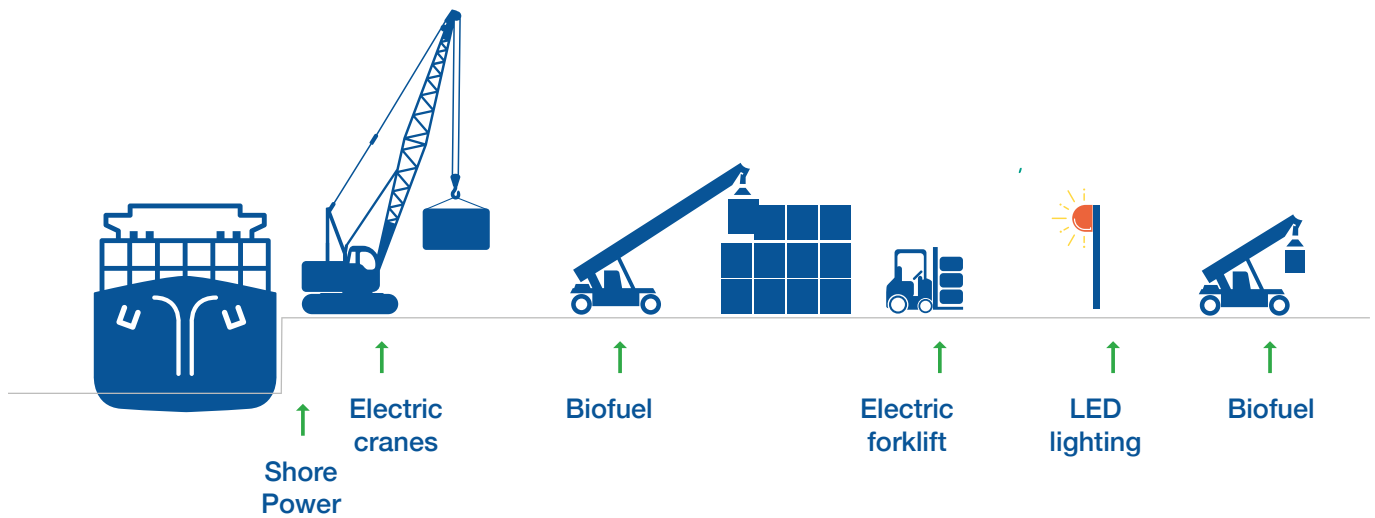 Shore
Power
Electric
cranes
Biofuel
Electric
forklift
LED
lighting
Biofuel